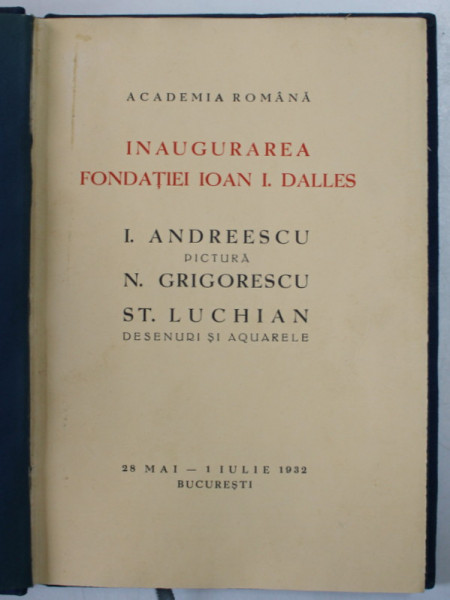 ACADEMIA ROMÂNĂ
INAUGURAREA
FONDAȚIEI IOAN I. DALLES
I. ANDREESCU
PICTURĂ
N. GRIGORESCU
ST. LUCHIAN
DESENURI ȘI AQUARELE
28 MAI — 1 IULIE 1932
BUCUREȘTI